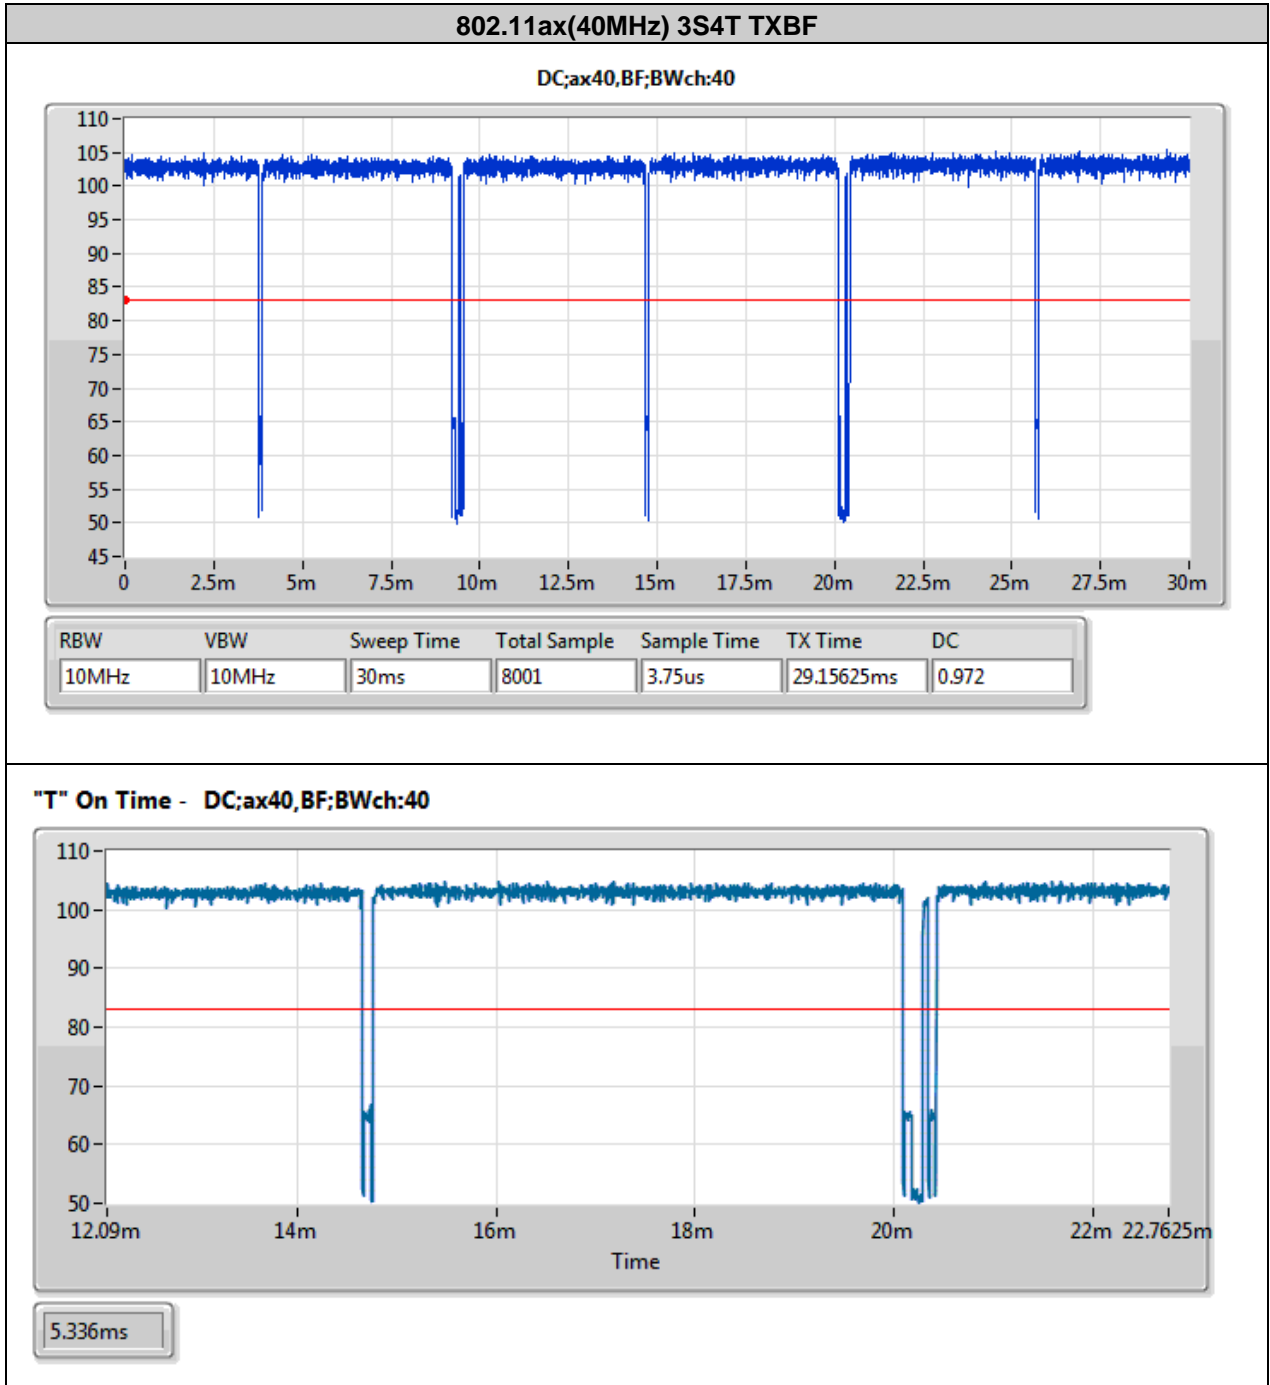 802.11ax(40MHz) 3S4T TXBF
DC;ax40,BF;BWch:40
110
105
100
95
90
85
80
75
70
65
60
55
50
45
0 2.5m 5m 7.5m 10m 12.5m 15m 17.5m 20m 22.5m 25m 27.5m 30m
RBW VBW Sweep Time Total Sample Sample Time TX Time DC
10MHz 10MHz 30ms 8001 3.75us 29.15625ms 0.972
"T" On Time - DC;ax40,BF;BWch:40
110
100
90
80
70
60
50
12.09m 14m 16m 18m 20m 22m 22.7625m
Time
5.336ms